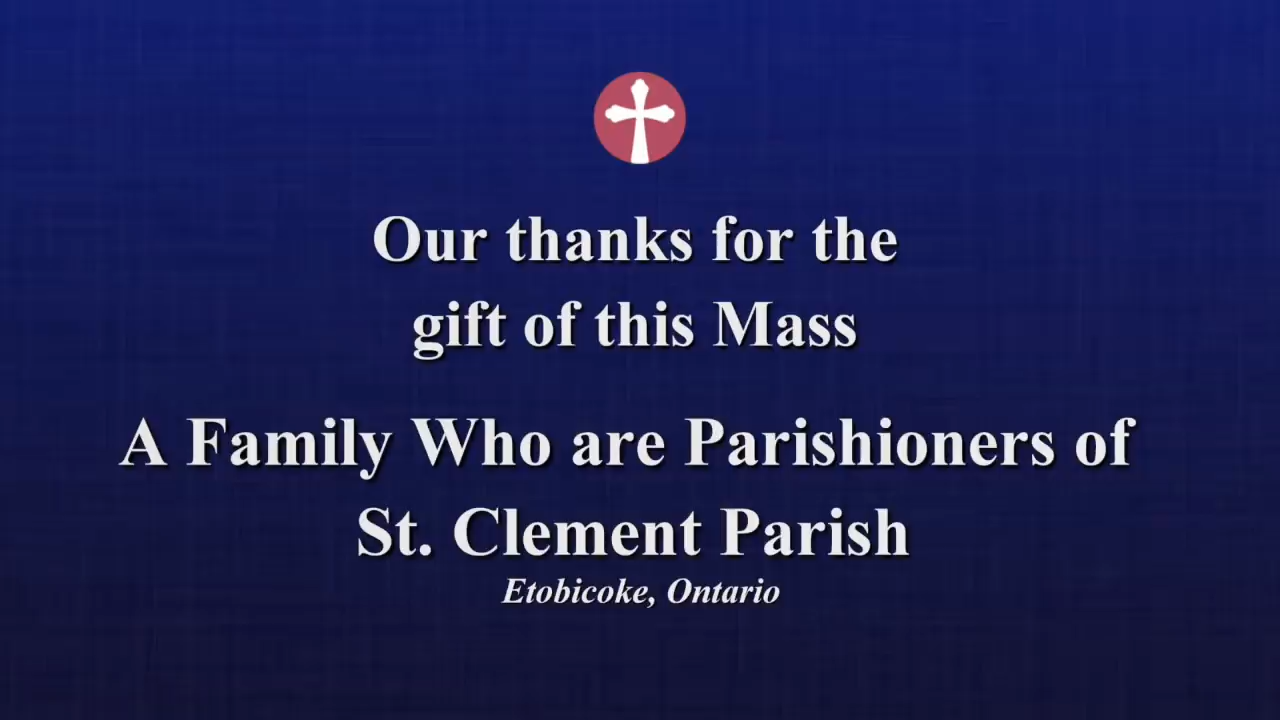 Our thanks for the
gift of this Mass
A Family Who are Parishioners of
St. Clement Parish
Etobicoke, Ontario